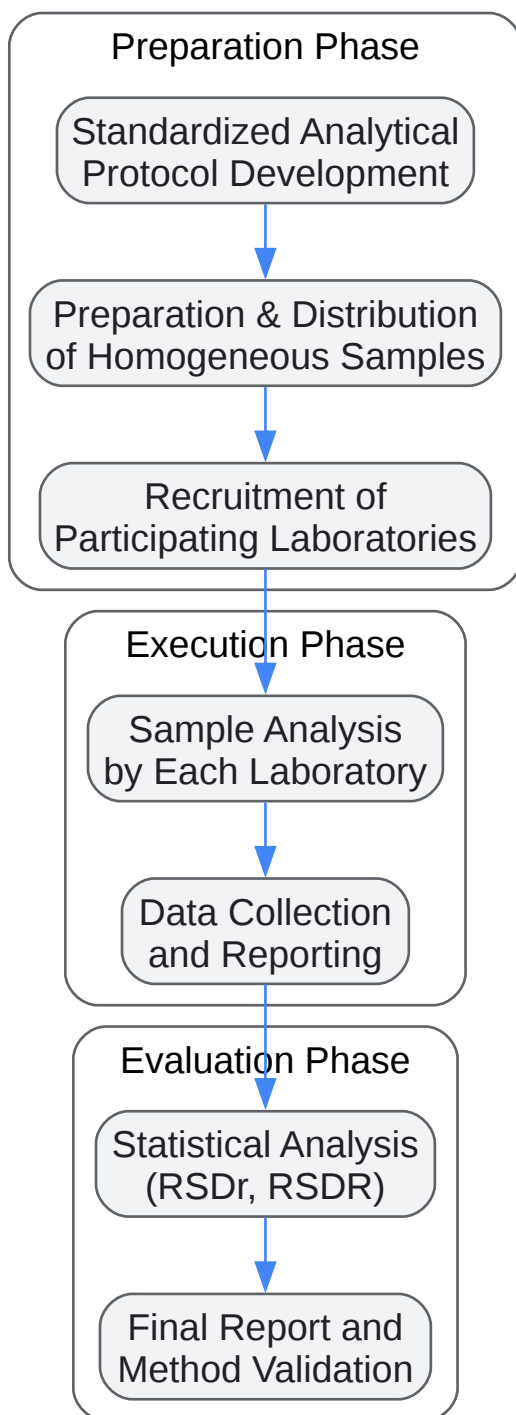 Preparation Phase
Standardized Analytical
Protocol Development
Preparation & Distribution
of Homogeneous Samples
Recruitment of
Participating Laboratories
Execution Phase
Sample Analysis
by Each Laboratory
Data Collection
and Reporting
Evaluation Phase
Statistical Analysis
(RSDr, RSDR)
Final Report and
Method Validation